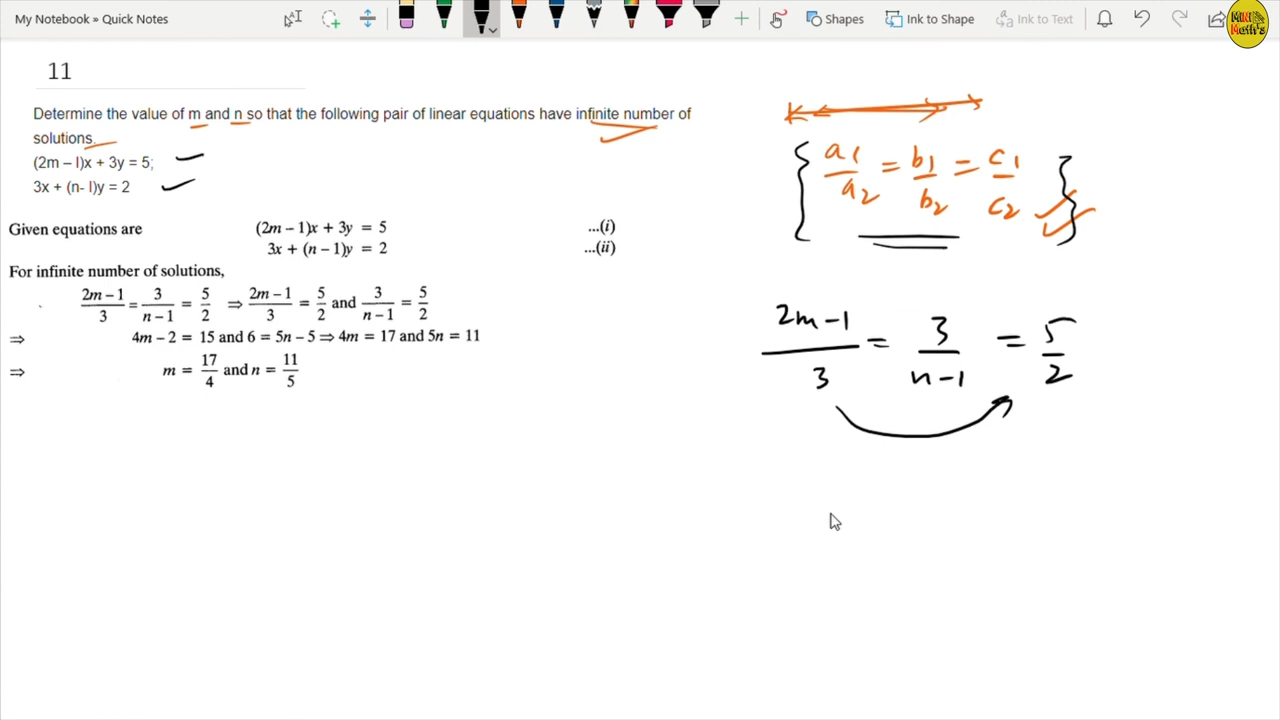 My Notebook » Quick Notes
Shapes
Ink to Shape
Ink to Text
MINI
Math's
11
Determine the value of m and n so that the following pair of linear equations have infinite number of
solutions.
(2m – l)x + 3y = 5;
3x + (n- l)y = 2
Given equations are (2m − 1)x + 3y = 5 ...(i)
3x + (n − 1)y = 2 ...(ii)
For infinite number of solutions,
(2m − 1)/3 = 3/(n − 1) = 5/2 ⇒ (2m − 1)/3 = 5/2 and 3/(n − 1) = 5/2
⇒ 4m − 2 = 15 and 6 = 5n − 5 ⇒ 4m = 17 and 5n = 11
⇒ m = 17/4 and n = 11/5
{ a1/a2 = b1/b2 = c1/c2 }
2m−1/3 = 3/n−1 = 5/2